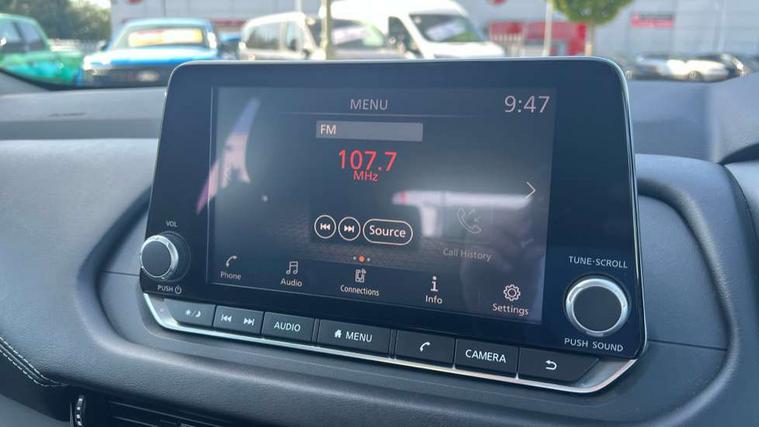 MENU
9:47
FM
107.7
MHz
Source
Call History
Phone
Audio
Connections
Info
Settings
VOL
PUSH
TUNE·SCROLL
PUSH SOUND
AUDIO
MENU
CAMERA